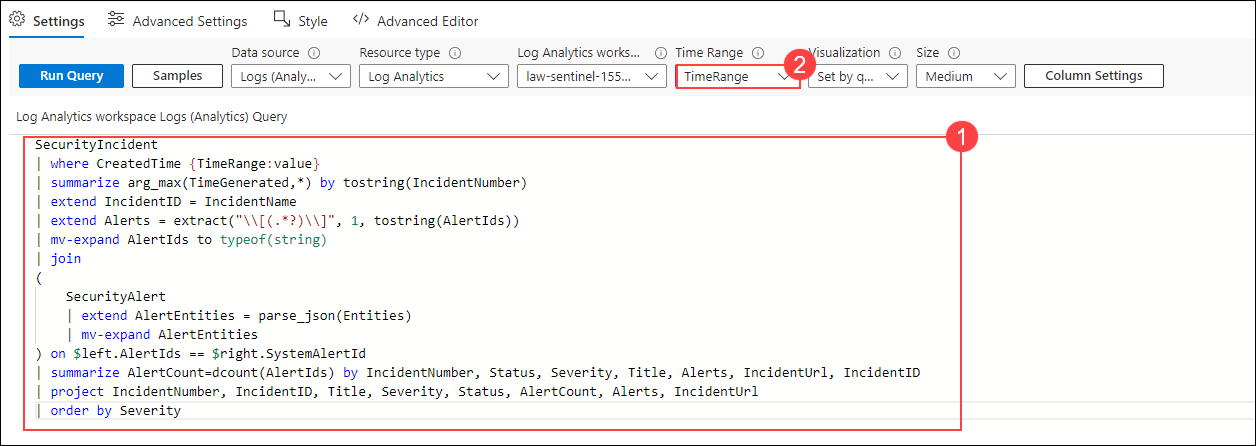 Settings Advanced Settings Style </> Advanced Editor
Data source Resource type Log Analytics works... Time Range Visualization Size
Run Query Samples Logs (Analy... Log Analytics law-sentinel-155... TimeRange 2 Set by q... Medium Column Settings
Log Analytics workspace Logs (Analytics) Query
1
SecurityIncident
| where CreatedTime {TimeRange:value}
| summarize arg_max(TimeGenerated,*) by tostring(IncidentNumber)
| extend IncidentID = IncidentName
| extend Alerts = extract("\\[(.*?)\\]", 1, tostring(AlertIds))
| mv-expand AlertIds to typeof(string)
| join
(
    SecurityAlert
    | extend AlertEntities = parse_json(Entities)
    | mv-expand AlertEntities
) on $left.AlertIds == $right.SystemAlertId
| summarize AlertCount=dcount(AlertIds) by IncidentNumber, Status, Severity, Title, Alerts, IncidentUrl, IncidentID
| project IncidentNumber, IncidentID, Title, Severity, Status, AlertCount, Alerts, IncidentUrl
| order by Severity